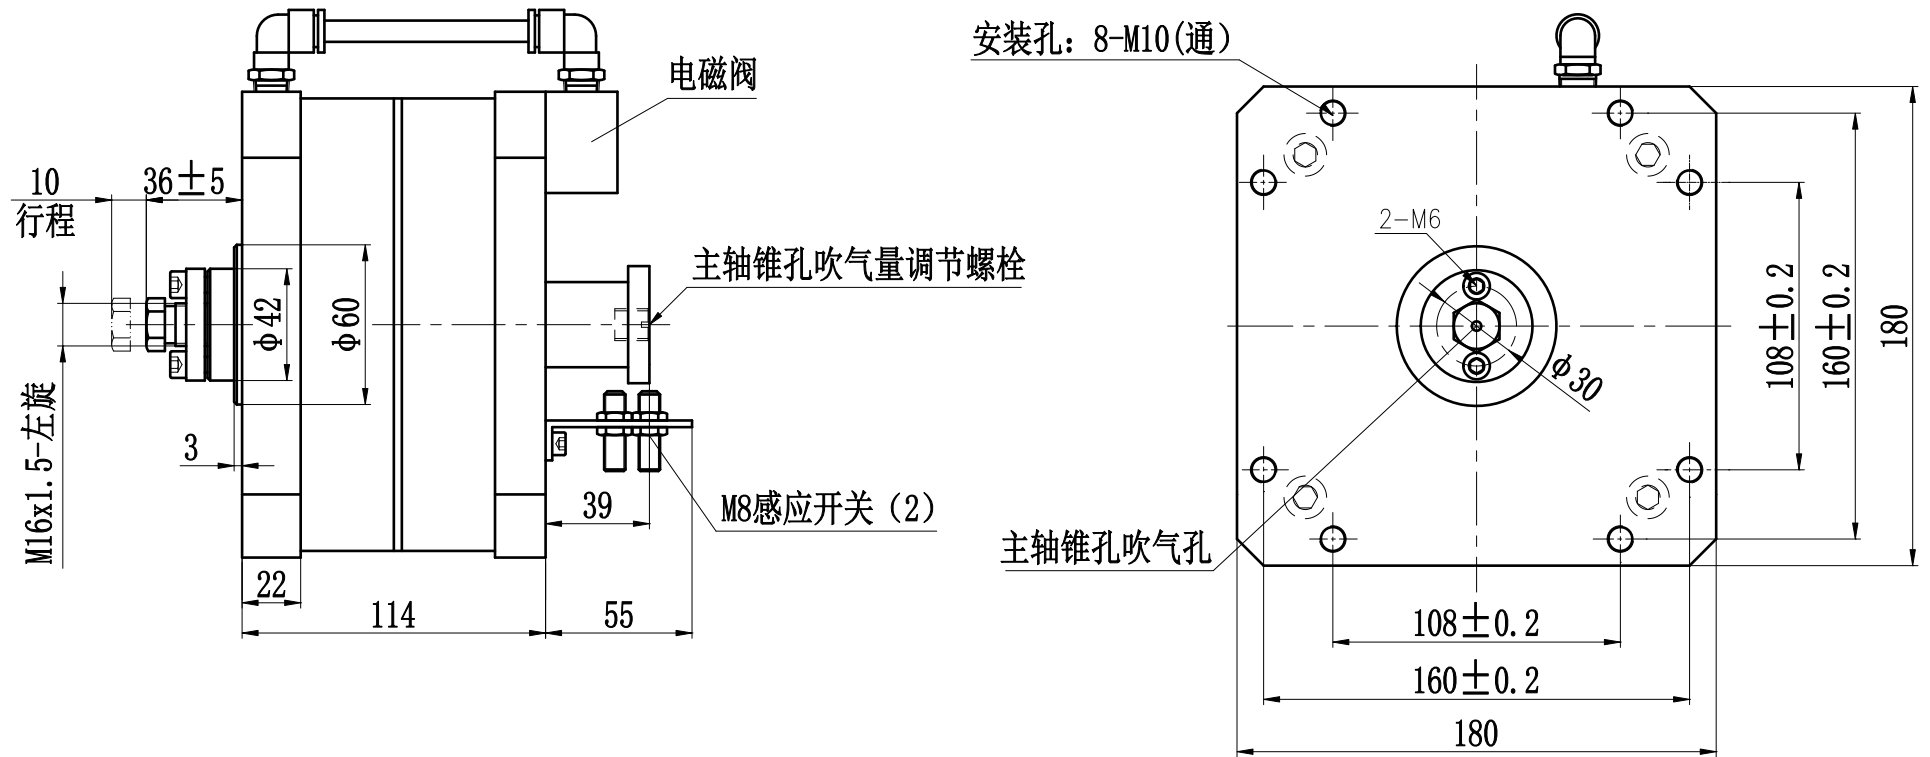 电磁阀
10
行程
36±5
主轴锥孔吹气量调节螺栓
φ42
φ60
M16x1.5-左旋
3
39
M8感应开关（2）
22
114
55
安装孔：8-M10(通）
2-M6
φ30
主轴锥孔吹气孔
108±0.2
160±0.2
180
108±0.2
160±0.2
180